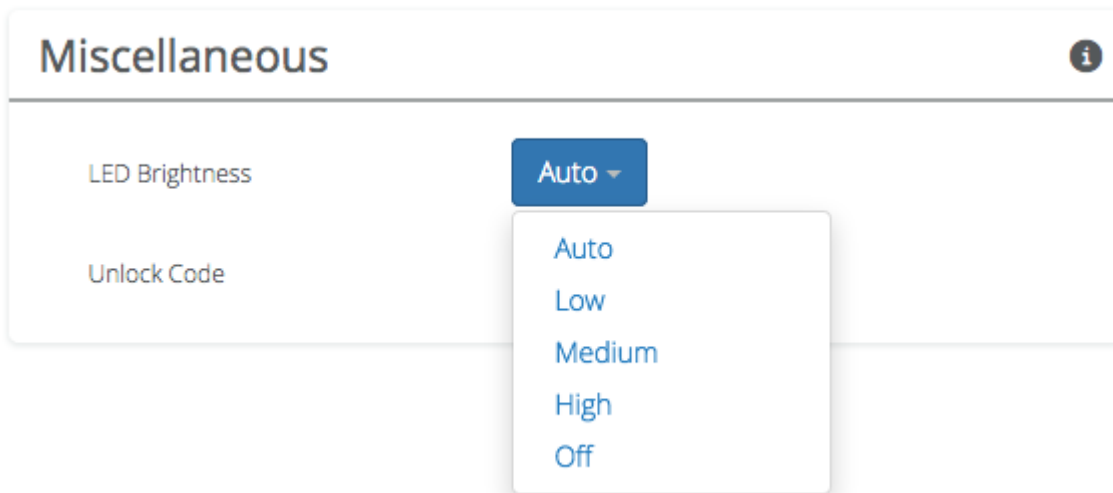 Miscellaneous
LED Brightness
Auto
Auto
Low
Unlock Code
Medium
High
Off